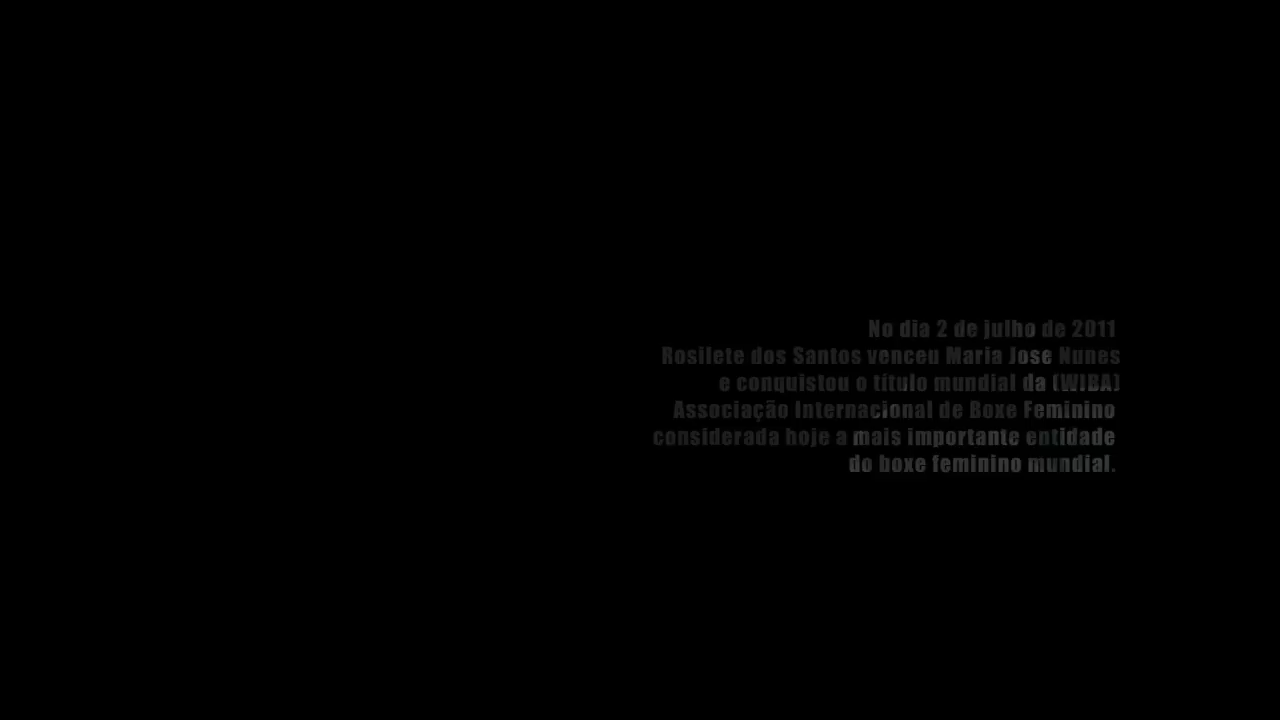 No dia 2 de julho de 2011
Rosilete dos Santos venceu Maria Jose Nunes
e conquistou o título mundial da (WIBA)
Associação Internacional de Boxe Feminino
considerada hoje a mais importante entidade
do boxe feminino mundial.